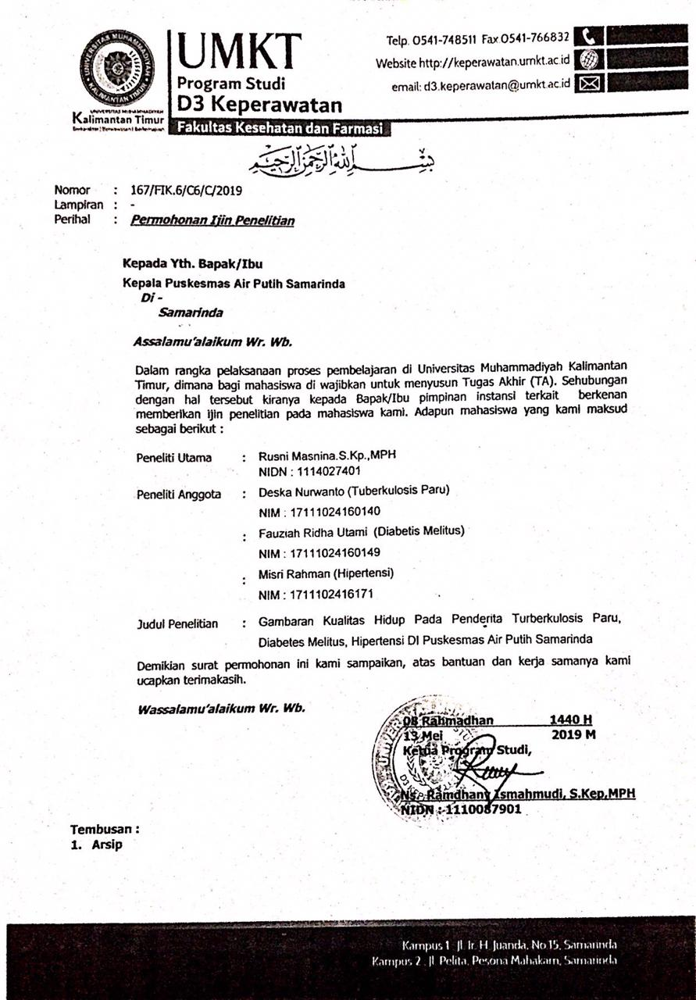 UNIVERSITAS MUHAMMADIYAH
KALIMANTAN TIMUR
UNIVERSITAS MUHAMMADIYAH
Kalimantan Timur
UMKT
Program Studi
D3 Keperawatan
Fakultas Kesehatan dan Farmasi
Telp. 0541-748511 Fax.0541-766832
Website http://keperawatan.umkt.ac.id
email: d3.keperawatan@umkt.ac.id
بسم الله الرحمن الرحيم
Nomor : 167/FIK.6/C6/C/2019
Lampiran : -
Perihal : Permohonan Ijin Penelitian
Kepada Yth. Bapak/Ibu
Kepala Puskesmas Air Putih Samarinda
Di -
Samarinda
Assalamu'alaikum Wr. Wb.
Dalam rangka pelaksanaan proses pembelajaran di Universitas Muhammadiyah Kalimantan
Timur, dimana bagi mahasiswa di wajibkan untuk menyusun Tugas Akhir (TA). Sehubungan
dengan hal tersebut kiranya kepada Bapak/Ibu pimpinan instansi terkait berkenan
memberikan ijin penelitian pada mahasiswa kami. Adapun mahasiswa yang kami maksud
sebagai berikut :
Peneliti Utama : Rusni Masnina.S.Kp.,MPH
NIDN : 1114027401
Peneliti Anggota : Deska Nurwanto (Tuberkulosis Paru)
NIM : 17111024160140
: Fauziah Ridha Utami (Diabetis Melitus)
NIM : 17111024160149
: Misri Rahman (Hipertensi)
NIM : 1711102416171
Judul Penelitian : Gambaran Kualitas Hidup Pada Penderita Turberkulosis Paru,
Diabetes Melitus, Hipertensi DI Puskesmas Air Putih Samarinda
Demikian surat permohonan ini kami sampaikan, atas bantuan dan kerja samanya kami
ucapkan terimakasih.
Wassalamu'alaikum Wr. Wb.
08 Rahmadhan 1440 H
13 Mei 2019 M
Ketua Program Studi,
Ns. Ramdhany Ismahmudi, S.Kep,MPH
NIDN : 1110087901
Tembusan :
1. Arsip
Kampus 1 : Jl. Ir. H. Juanda, No.15, Samarinda
Kampus 2 : Jl. Pelita, Pesona Mahakam, Samarinda